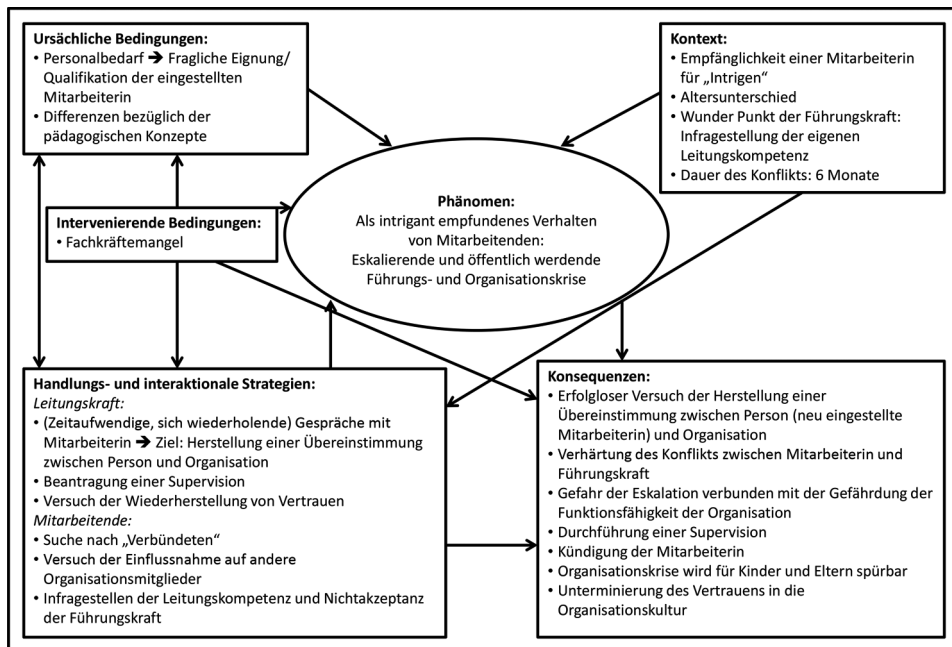 Ursächliche Bedingungen:
• Personalbedarf ➔ Fragliche Eignung/
Qualifikation der eingestellten
Mitarbeiterin
• Differenzen bezüglich der
pädagogischen Konzepte
Kontext:
• Empfänglichkeit einer Mitarbeiterin
für „Intrigen“
• Altersunterschied
• Wunder Punkt der Führungskraft:
Infragestellung der eigenen
Leitungskompetenz
• Dauer des Konflikts: 6 Monate
Intervenierende Bedingungen:
• Fachkräftemangel
Phänomen:
Als intrigant empfundenes Verhalten
von Mitarbeitenden:
Eskalierende und öffentlich werdende
Führungs- und Organisationskrise
Handlungs- und interaktionale Strategien:
Leitungskraft:
• (Zeitaufwendige, sich wiederholende) Gespräche mit
Mitarbeiterin ➔ Ziel: Herstellung einer Übereinstimmung
zwischen Person und Organisation
• Beantragung einer Supervision
• Versuch der Wiederherstellung von Vertrauen
Mitarbeitende:
• Suche nach „Verbündeten“
• Versuch der Einflussnahme auf andere
Organisationsmitglieder
• Infragestellen der Leitungskompetenz und Nichtakzeptanz
der Führungskraft
Konsequenzen:
• Erfolgloser Versuch der Herstellung einer
Übereinstimmung zwischen Person (neu eingestellte
Mitarbeiterin) und Organisation
• Verhärtung des Konflikts zwischen Mitarbeiterin und
Führungskraft
• Gefahr der Eskalation verbunden mit der Gefährdung der
Funktionsfähigkeit der Organisation
• Durchführung einer Supervision
• Kündigung der Mitarbeiterin
• Organisationskrise wird für Kinder und Eltern spürbar
• Unterminierung des Vertrauens in die
Organisationskultur